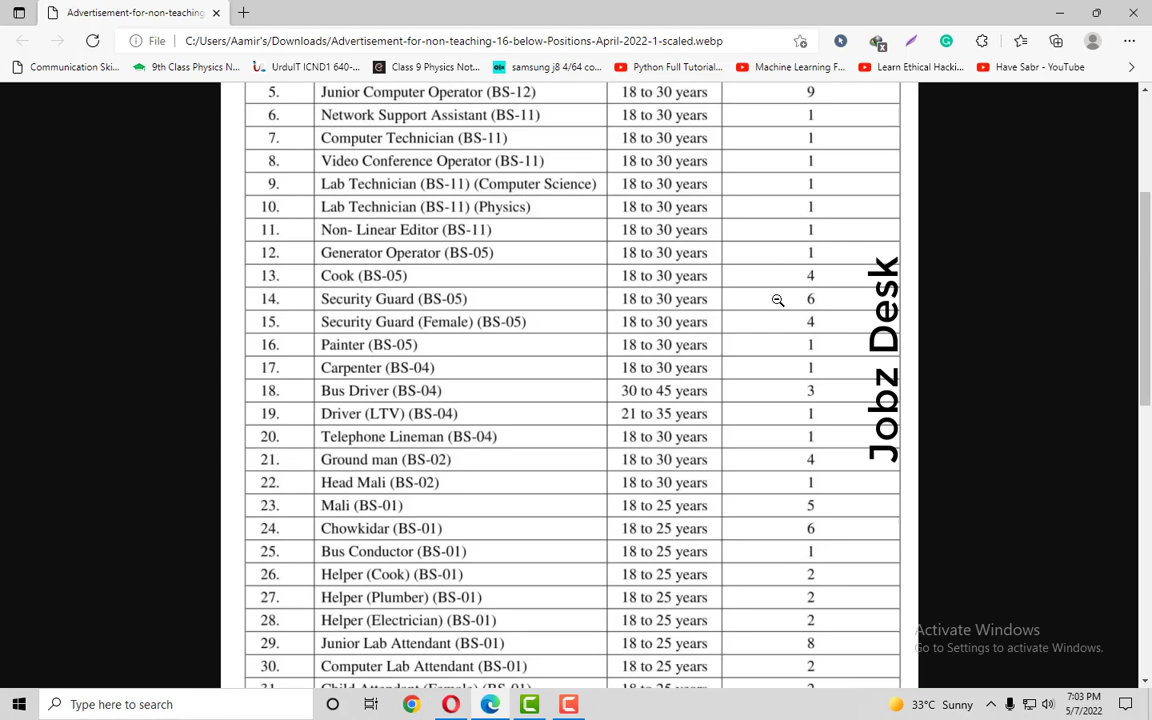 Advertisement-for-non-teaching
File C:/Users/Aamir's/Downloads/Advertisement-for-non-teaching-16-below-Positions-April-2022-1-scaled.webp
Communication Ski... 9th Class Physics N... UrduIT ICND1 640-... Class 9 Physics Not... samsung j8 4/64 co... Python Full Tutorial... Machine Learning F... Learn Ethical Hacki... Have Sabr - YouTube
5. Junior Computer Operator (BS-12) 18 to 30 years 9
6. Network Support Assistant (BS-11) 18 to 30 years 1
7. Computer Technician (BS-11) 18 to 30 years 1
8. Video Conference Operator (BS-11) 18 to 30 years 1
9. Lab Technician (BS-11) (Computer Science) 18 to 30 years 1
10. Lab Technician (BS-11) (Physics) 18 to 30 years 1
11. Non- Linear Editor (BS-11) 18 to 30 years 1
12. Generator Operator (BS-05) 18 to 30 years 1
13. Cook (BS-05) 18 to 30 years 4
14. Security Guard (BS-05) 18 to 30 years 6
15. Security Guard (Female) (BS-05) 18 to 30 years 4
16. Painter (BS-05) 18 to 30 years 1
17. Carpenter (BS-04) 18 to 30 years 1
18. Bus Driver (BS-04) 30 to 45 years 3
19. Driver (LTV) (BS-04) 21 to 35 years 1
20. Telephone Lineman (BS-04) 18 to 30 years 1
21. Ground man (BS-02) 18 to 30 years 4
22. Head Mali (BS-02) 18 to 30 years 1
23. Mali (BS-01) 18 to 25 years 5
24. Chowkidar (BS-01) 18 to 25 years 6
25. Bus Conductor (BS-01) 18 to 25 years 1
26. Helper (Cook) (BS-01) 18 to 25 years 2
27. Helper (Plumber) (BS-01) 18 to 25 years 2
28. Helper (Electrician) (BS-01) 18 to 25 years 2
29. Junior Lab Attendant (BS-01) 18 to 25 years 8
30. Computer Lab Attendant (BS-01) 18 to 25 years 2
31. Child Attendant (Female) (BS-01) 18 to 25 years 2
Jobz Desk
Activate Windows
Go to Settings to activate Windows.
Type here to search
33°C Sunny
7:03 PM
5/7/2022